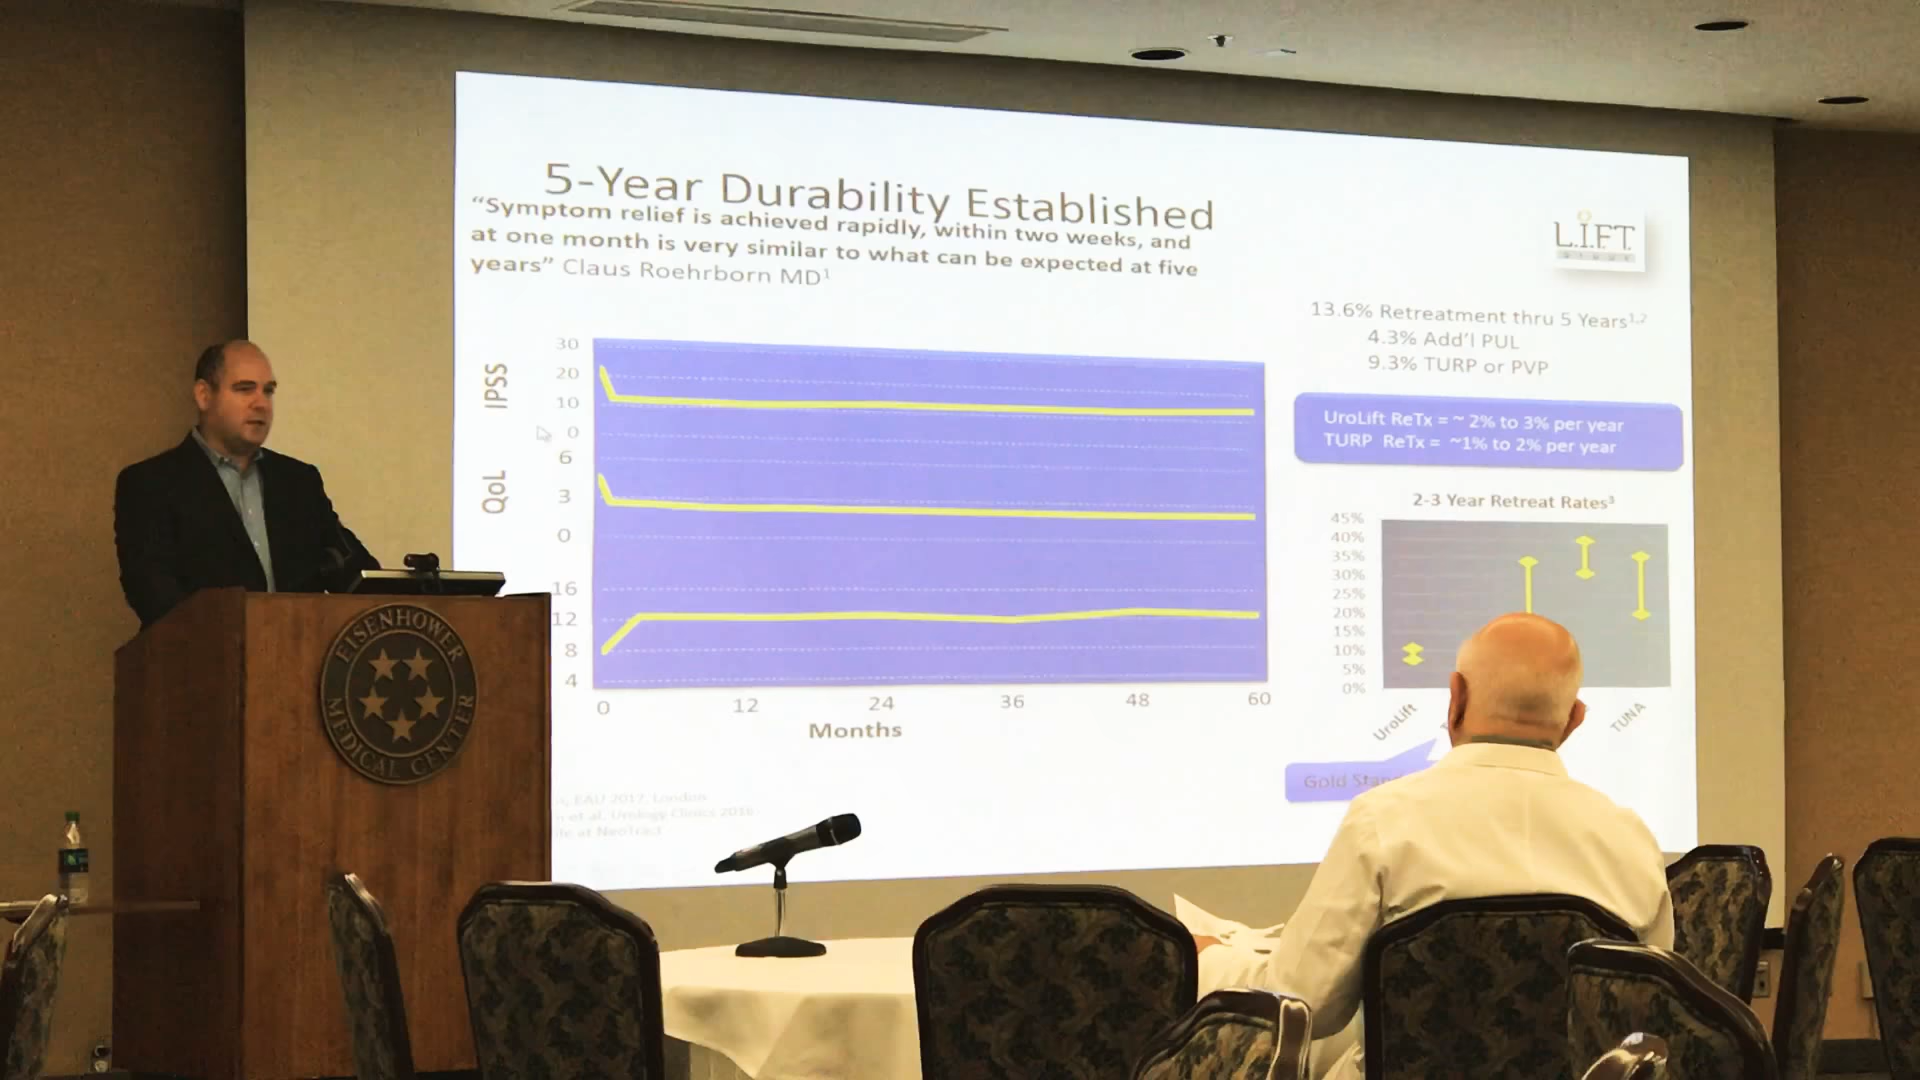 5-Year Durability Established
“Symptom relief is achieved rapidly, within two weeks, and
at one month is very similar to what can be expected at five
years” Claus Roehrborn MD¹
L.I.F.T.
13.6% Retreatment thru 5 Years¹,²
4.3% Add'l PUL
9.3% TURP or PVP
UroLift ReTx = ~ 2% to 3% per year
TURP ReTx = ~1% to 2% per year
IPSS
30
20
10
0
QoL
6
3
0
16
12
8
4
0 12 24 36 48 60
Months
2-3 Year Retreat Rates³
45%
40%
35%
30%
25%
20%
15%
10%
5%
0%
UroLift
TUNA
Gold
EAU 2017, London
et al. Urology Clinics 2016
at NeoTract
EISENHOWER
MEDICAL CENTER